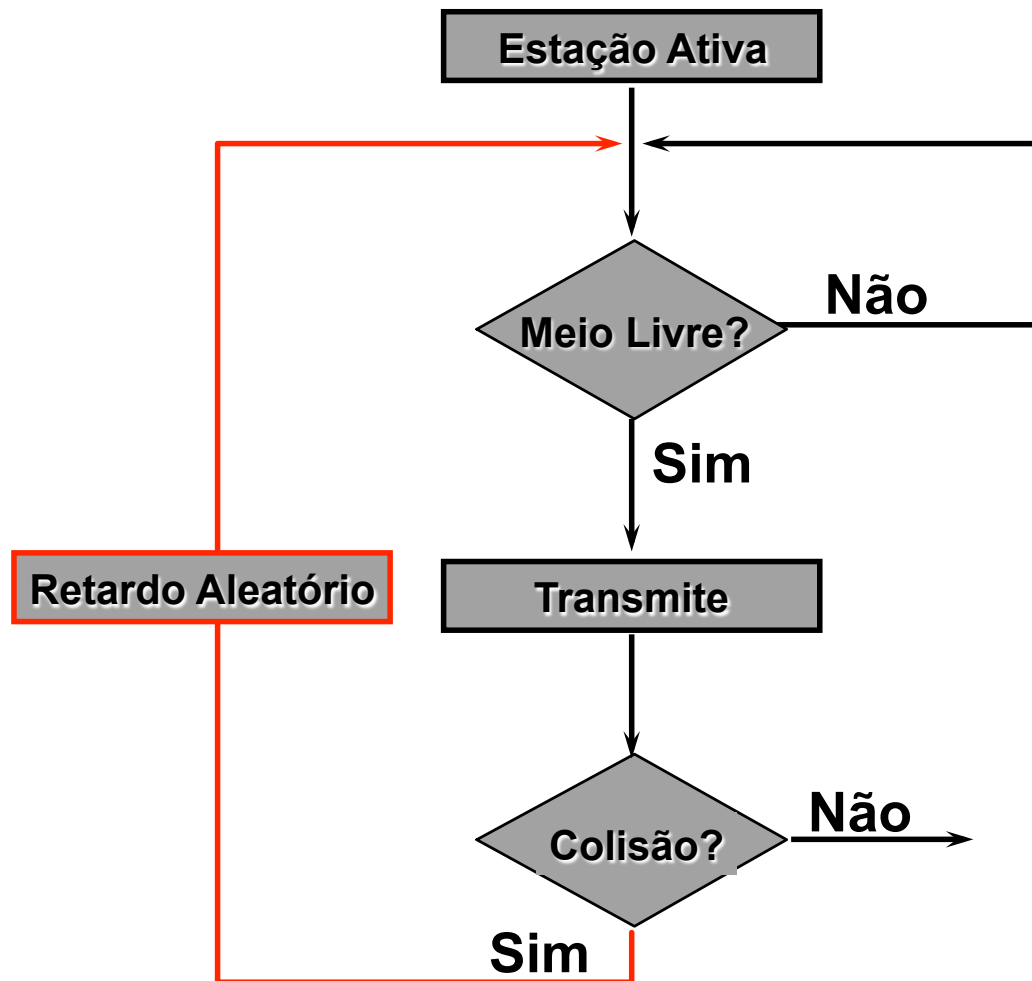 Estação Ativa
Não
Meio Livre?
Sim
Retardo Aleatório
Transmite
Não
Colisão?
Sim